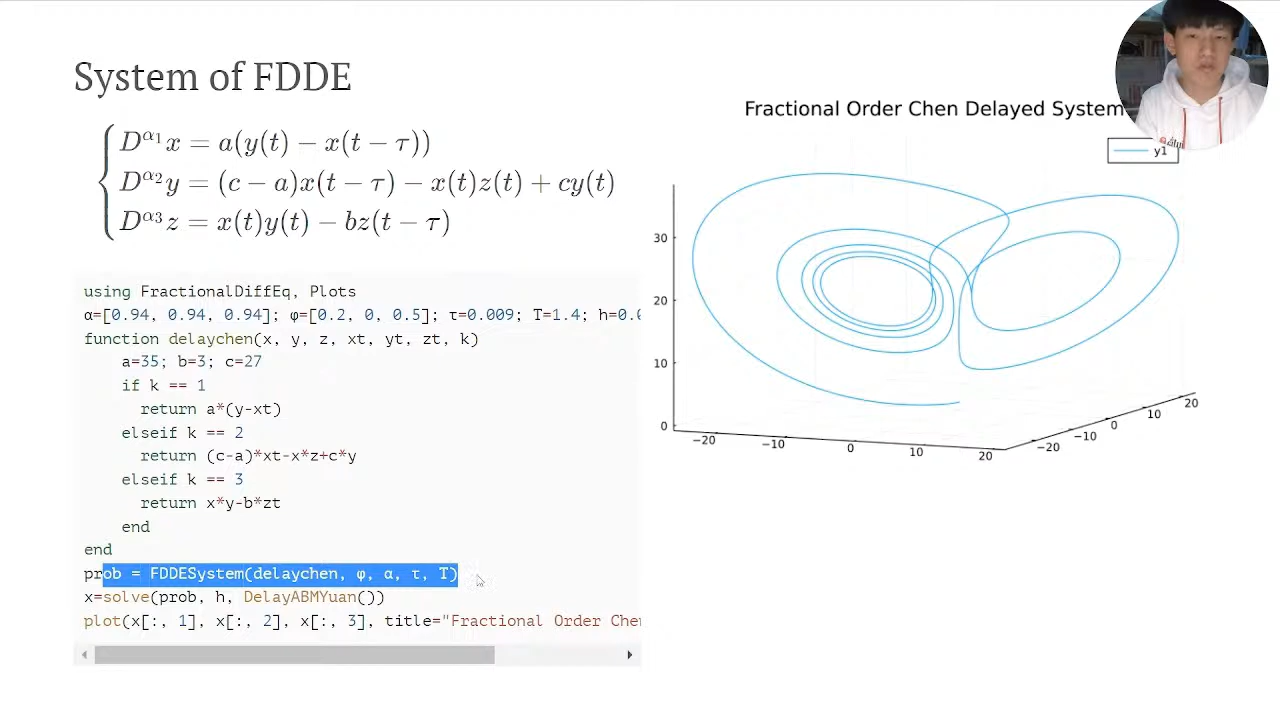 System of FDDE
D^{α₁}x = a(y(t) − x(t − τ))
D^{α₂}y = (c − a)x(t − τ) − x(t)z(t) + cy(t)
D^{α₃}z = x(t)y(t) − bz(t − τ)
using FractionalDiffEq, Plots
α=[0.94, 0.94, 0.94]; φ=[0.2, 0, 0.5]; τ=0.009; T=1.4; h=0.0
function delaychen(x, y, z, xt, yt, zt, k)
a=35; b=3; c=27
if k == 1
return a*(y-xt)
elseif k == 2
return (c-a)*xt-x*z+c*y
elseif k == 3
return x*y-b*zt
end
end
prob = FDDESystem(delaychen, φ, α, τ, T)
x=solve(prob, h, DelayABMYuan())
plot(x[:, 1], x[:, 2], x[:, 3], title="Fractional Order Che
Fractional Order Chen Delayed System
y1
30
20
10
0
−20
−10
0
10
20
−20
−10
0
10
20